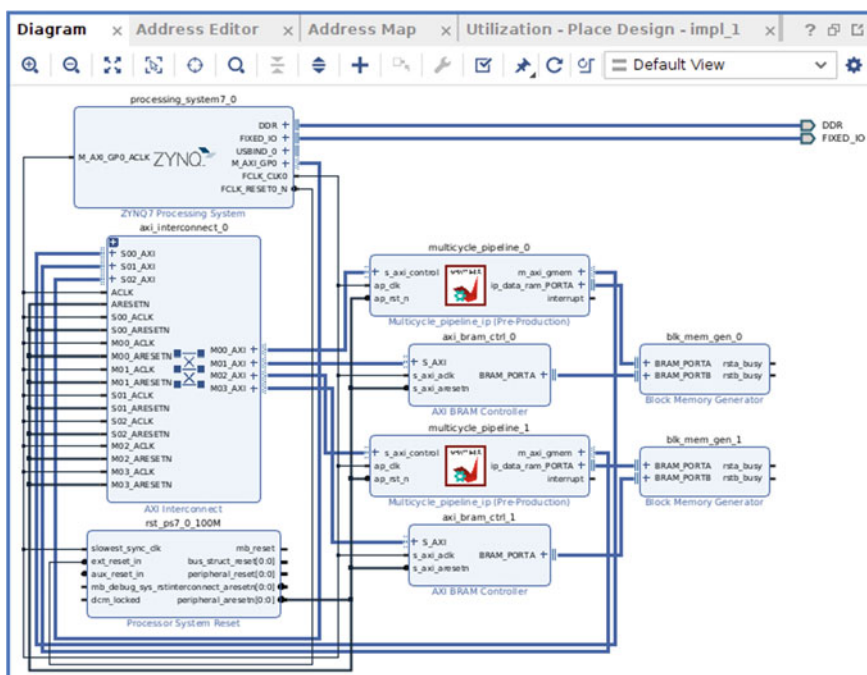 Diagram × Address Editor × Address Map × Utilization - Place Design - impl_1 × ?
Default View
processing_system7_0
DDR
FIXED_IO
USBIND_0
M_AXI_GP0
FCLK_CLK0
FCLK_RESET0_N
M_AXI_GP0_ACLK
ZYNQ
ZYNQ7 Processing System
DDR
FIXED_IO
axi_interconnect_0
S00_AXI
S01_AXI
S02_AXI
ACLK
ARESETN
S00_ACLK
S00_ARESETN
M00_ACLK
M00_ARESETN
M01_ACLK
M01_ARESETN
S01_ACLK
S01_ARESETN
S02_ACLK
S02_ARESETN
M02_ACLK
M02_ARESETN
M03_ACLK
M03_ARESETN
M00_AXI
M01_AXI
M02_AXI
M03_AXI
AXI Interconnect
multicycle_pipeline_0
s_axi_control
ap_clk
ap_rst_n
m_axi_gmem
ip_data_ram_PORTA
interrupt
Multicycle_pipeline_ip (Pre-Production)
axi_bram_ctrl_0
S_AXI
s_axi_aclk
s_axi_aresetn
BRAM_PORTA
AXI BRAM Controller
blk_mem_gen_0
BRAM_PORTA
BRAM_PORTB
rsta_busy
rstb_busy
Block Memory Generator
multicycle_pipeline_1
s_axi_control
ap_clk
ap_rst_n
m_axi_gmem
ip_data_ram_PORTA
interrupt
Multicycle_pipeline_ip (Pre-Production)
blk_mem_gen_1
BRAM_PORTA
BRAM_PORTB
rsta_busy
rstb_busy
Block Memory Generator
axi_bram_ctrl_1
S_AXI
s_axi_aclk
s_axi_aresetn
BRAM_PORTA
AXI BRAM Controller
rst_ps7_0_100M
slowest_sync_clk
ext_reset_in
aux_reset_in
mb_debug_sys_rst
dcm_locked
mb_reset
bus_struct_reset[0:0]
peripheral_reset[0:0]
interconnect_aresetn[0:0]
peripheral_aresetn[0:0]
Processor System Reset